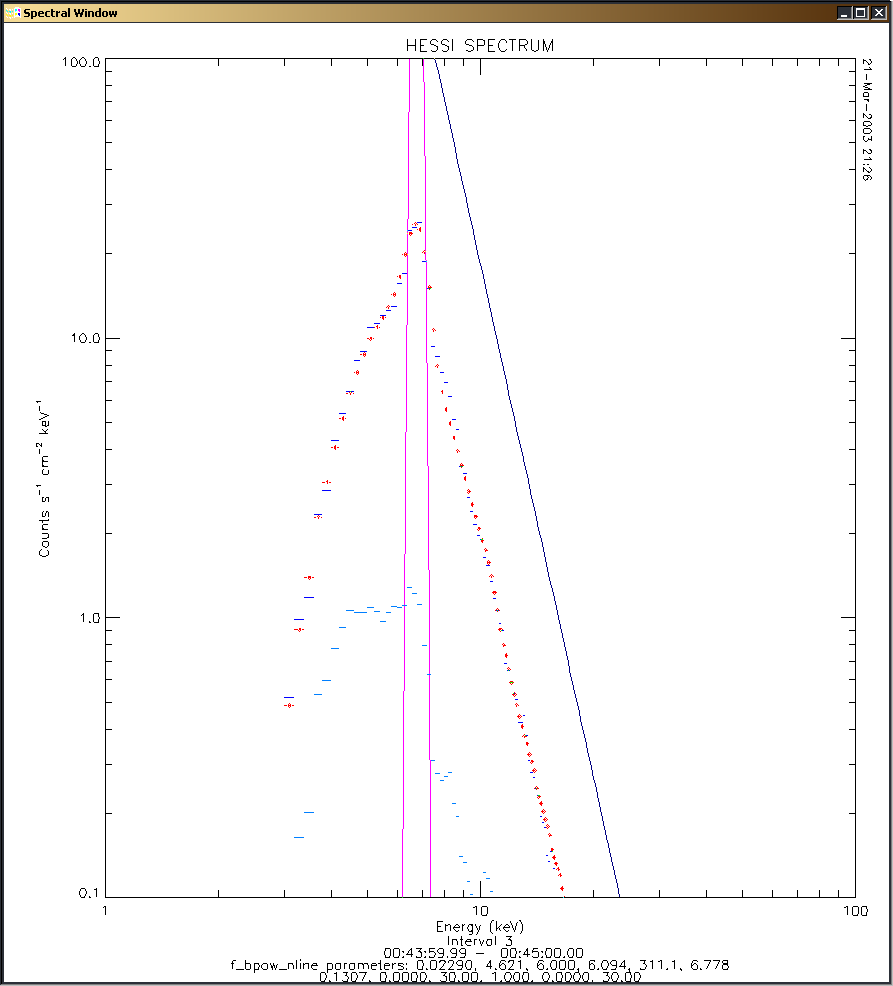 Spectral Window
HESSI SPECTRUM
21-Mar-2003 21:26
100.0
10.0
1.0
0.1
Counts s⁻¹ cm⁻² keV⁻¹
1 10 100
Energy (keV)
Interval 3
00:43:59.99 - 00:45:00.00
f_bpow_nline parameters: 0.02290, 4.621, 6.000, 6.094, 311.1, 6.778
0.1307, 0.0000, 30.00, 1.000, 0.0000, 30.00